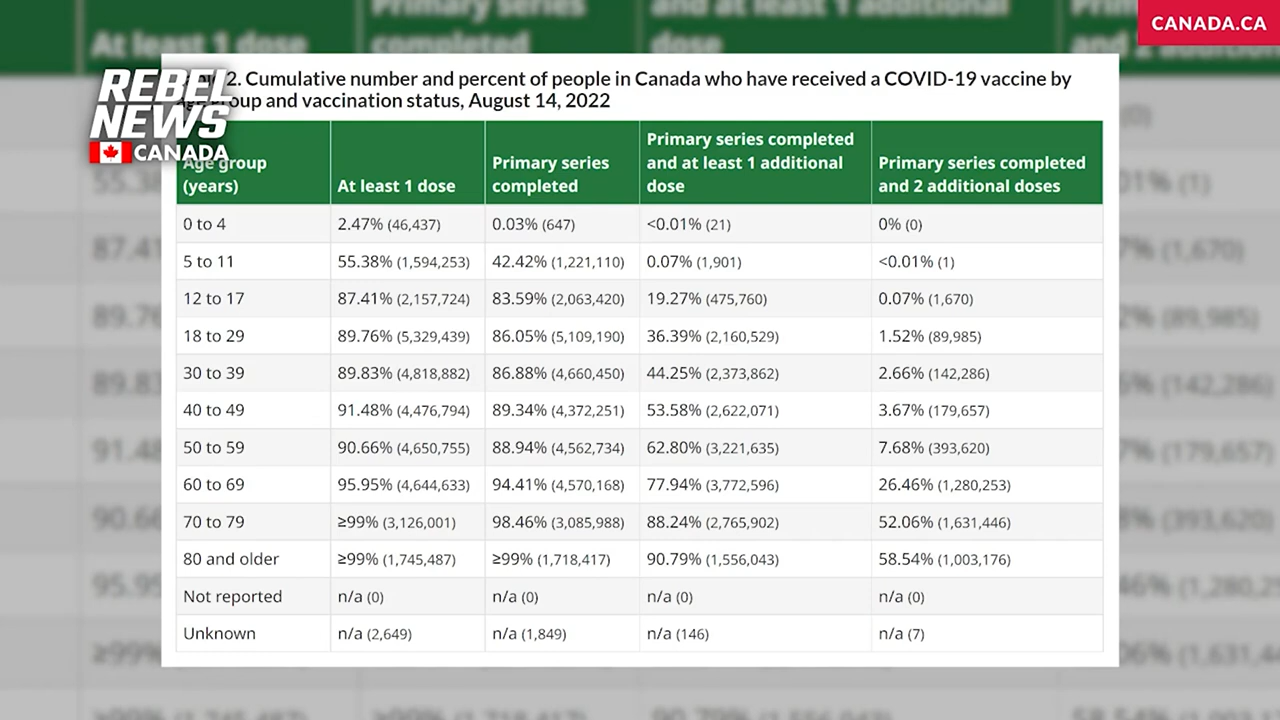 CANADA.CA
REBEL
NEWS
CANADA
2. Cumulative number and percent of people in Canada who have received a COVID-19 vaccine by
group and vaccination status, August 14, 2022
Age group (years) At least 1 dose Primary series completed Primary series completed and at least 1 additional dose Primary series completed and 2 additional doses
0 to 4 2.47% (46,437) 0.03% (647) <0.01% (21) 0% (0)
5 to 11 55.38% (1,594,253) 42.42% (1,221,110) 0.07% (1,901) <0.01% (1)
12 to 17 87.41% (2,157,724) 83.59% (2,063,420) 19.27% (475,760) 0.07% (1,670)
18 to 29 89.76% (5,329,439) 86.05% (5,109,190) 36.39% (2,160,529) 1.52% (89,985)
30 to 39 89.83% (4,818,882) 86.88% (4,660,450) 44.25% (2,373,862) 2.66% (142,286)
40 to 49 91.48% (4,476,794) 89.34% (4,372,251) 53.58% (2,622,071) 3.67% (179,657)
50 to 59 90.66% (4,650,755) 88.94% (4,562,734) 62.80% (3,221,635) 7.68% (393,620)
60 to 69 95.95% (4,644,633) 94.41% (4,570,168) 77.94% (3,772,596) 26.46% (1,280,253)
70 to 79 ≥99% (3,126,001) 98.46% (3,085,988) 88.24% (2,765,902) 52.06% (1,631,446)
80 and older ≥99% (1,745,487) ≥99% (1,718,417) 90.79% (1,556,043) 58.54% (1,003,176)
Not reported n/a (0) n/a (0) n/a (0) n/a (0)
Unknown n/a (2,649) n/a (1,849) n/a (146) n/a (7)